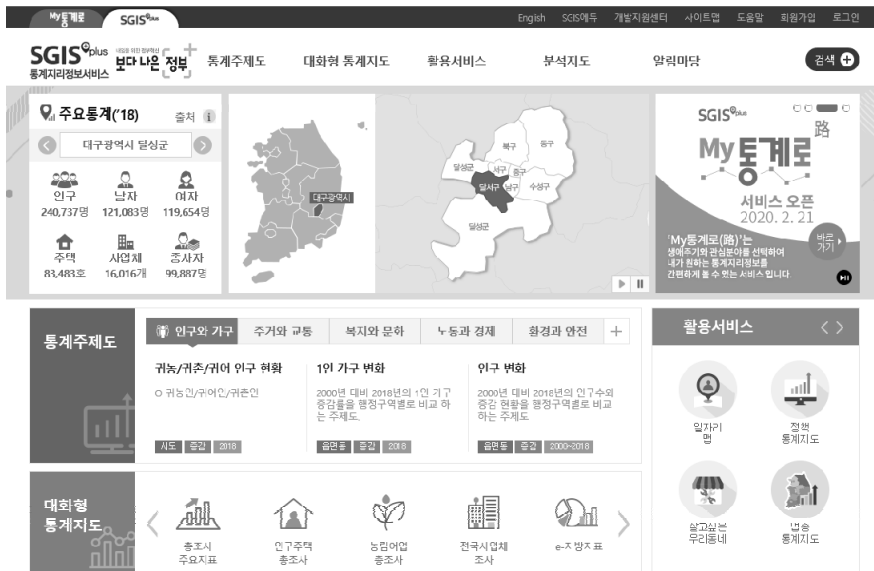 My통계로 SGIS plus
English SGIS에듀 개발지원센터 사이트맵 도움말 회원가입 로그인
SGIS plus
통계지리정보서비스
내일을 위한 정부혁신
보다나은 정부
통계주제도 대화형 통계지도 활용서비스 분석지도 알림마당
검색
주요통계('18) 출처 i
대구광역시 달성군
인구 남자 여자
240,737명 121,083명 119,654명
주택 사업체 종사자
83,483호 16,016개 99,887명
대구광역시
북구 동구
달성군 서구 중구
달서구 남구 수성구
달성군
SGIS plus
路
My통계로
서비스 오픈
2020. 2. 21
'My통계로(路)'는
생애주기와 관심분야를 선택하여
내가 원하는 통계지리정보를
간편하게 볼 수 있는 서비스 입니다
바로
가기
통계주제도
인구와 가구 주거와 교통 복지와 문화 노동과 경제 환경과 안전
귀농/귀촌/귀어 인구 현황
ㅇ 귀농인/귀어인/귀촌인
시도 증감 2018
1인 가구 변화
2000년 대비 2018년의 1인 가구
증감률을 행정구역별로 비교 하
는 주제도.
읍면동 증감 2018
인구 변화
2000년 대비 2018년의 인구수와
증감 현황을 행정구역별로 비교
하는 주제도
읍면동 증감 2000~2018
활용서비스
일자리
맵
정책
통계지도
살고싶은
우리동네
업종
통계지도
대화형
통계지도
총조사
주요지표
인구주택
총조사
농림어업
총조사
전국사업체
조사
e-지방지표